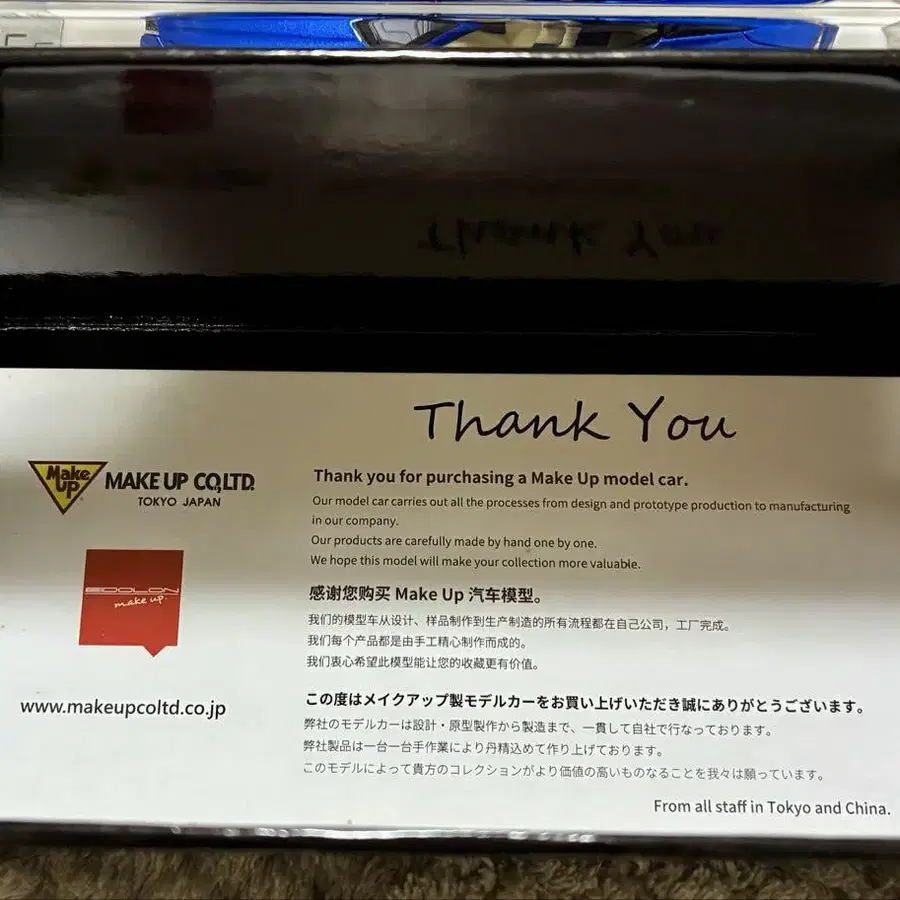 Thank You
Make Up
MAKE UP CO.,LTD.
TOKYO JAPAN
Thank you for purchasing a Make Up model car.
Our model car carries out all the processes from design and prototype production to manufacturing
in our company.
Our products are carefully made by hand one by one.
We hope this model will make your collection more valuable.
EIDOLON
make up.
感谢您购买 Make Up 汽车模型。
我们的模型车从设计、样品制作到生产制造的所有流程都在自己公司，工厂完成。
我们每个产品都是由手工精心制作而成的。
我们衷心希望此模型能让您的收藏更有价值。
www.makeupcoltd.co.jp
この度はメイクアップ製モデルカーをお買い上げいただき誠にありがとうございます。
弊社のモデルカーは設計・原型製作から製造まで、一貫して自社で行なっております。
弊社製品は一台一台手作業により丹精込めて作り上げております。
このモデルによって貴方のコレクションがより価値の高いものなることを我々は願っています。
From all staff in Tokyo and China.